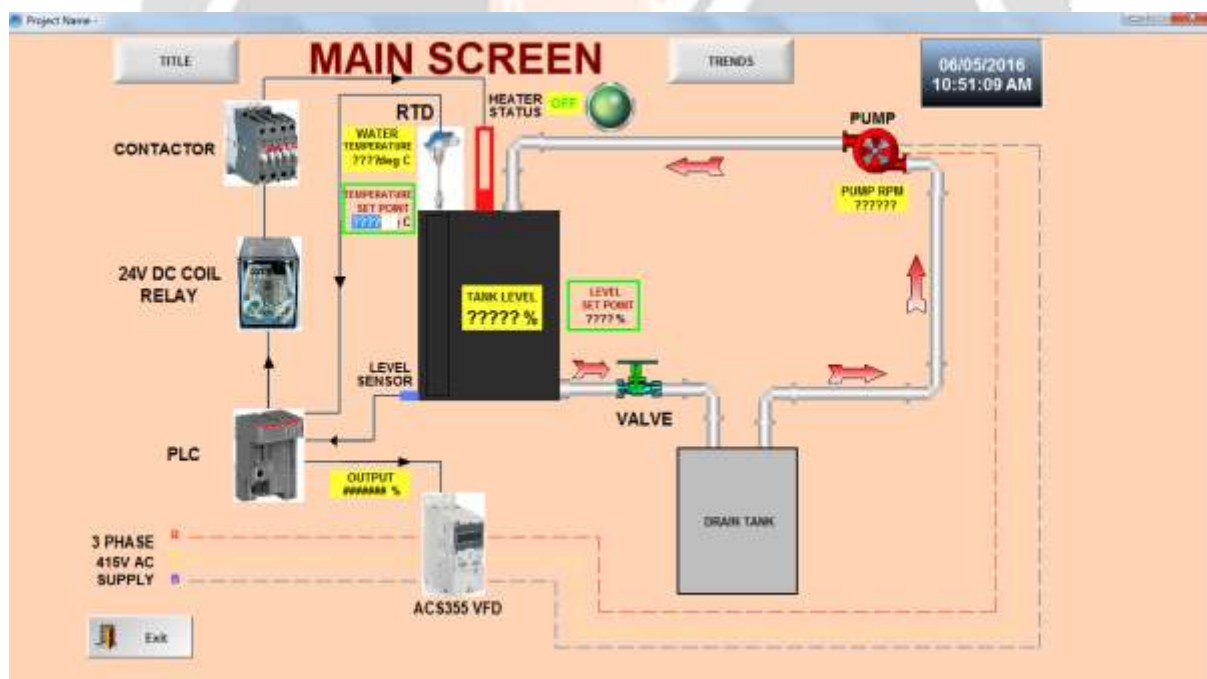 Project Name -
TITLE
MAIN SCREEN
TRENDS
06/05/2016
10:51:09 AM
HEATER
STATUS
OFF
RTD
PUMP
CONTACTOR
WATER
TEMPERATURE
????deg C
PUMP RPM
??????
TEMPERATURE
SET POINT
???? C
24V DC COIL
RELAY
TANK LEVEL
????? %
LEVEL
SET POINT
???? %
LEVEL
SENSOR
VALVE
PLC
OUTPUT
####### %
DRAIN TANK
3 PHASE
R
415V AC
SUPPLY
B
ACS355 VFD
Exit